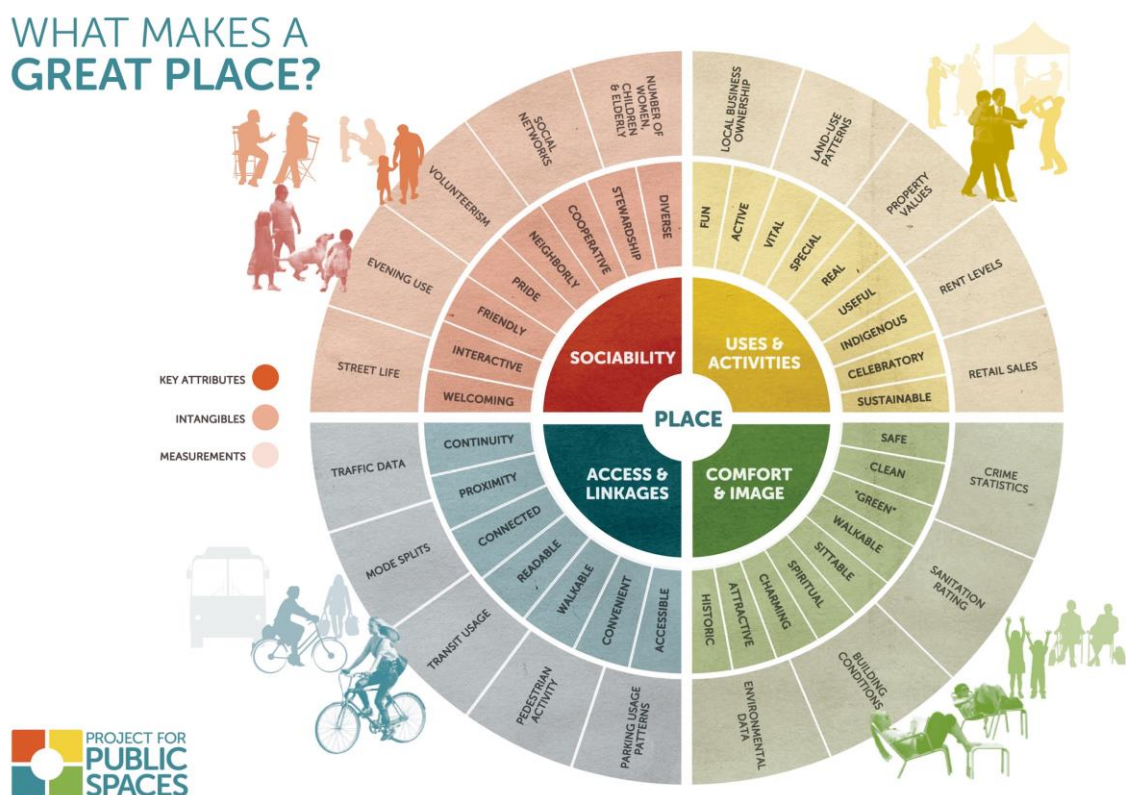 WHAT MAKES A
GREAT PLACE?
NUMBER OF
WOMEN,
CHILDREN
& ELDERLY
SOCIAL
NETWORKS
VOLUNTEERISM
EVENING USE
STREET LIFE
DIVERSE
STEWARDSHIP
COOPERATIVE
NEIGHBORLY
PRIDE
FRIENDLY
INTERACTIVE
WELCOMING
SOCIABILITY
LOCAL BUSINESS
OWNERSHIP
LAND-USE
PATTERNS
PROPERTY
VALUES
RENT LEVELS
RETAIL SALES
FUN
ACTIVE
VITAL
SPECIAL
REAL
USEFUL
INDIGENOUS
CELEBRATORY
SUSTAINABLE
USES &
ACTIVITIES
PLACE
KEY ATTRIBUTES
INTANGIBLES
MEASUREMENTS
ACCESS &
LINKAGES
CONTINUITY
PROXIMITY
CONNECTED
READABLE
WALKABLE
CONVENIENT
ACCESSIBLE
TRAFFIC DATA
MODE SPLITS
TRANSIT USAGE
PEDESTRIAN
ACTIVITY
PARKING USAGE
PATTERNS
COMFORT
& IMAGE
SAFE
CLEAN
"GREEN"
WALKABLE
SITTABLE
SPIRITUAL
CHARMING
ATTRACTIVE
HISTORIC
CRIME
STATISTICS
SANITATION
RATING
BUILDING
CONDITIONS
ENVIRONMENTAL
DATA
PROJECT FOR
PUBLIC
SPACES